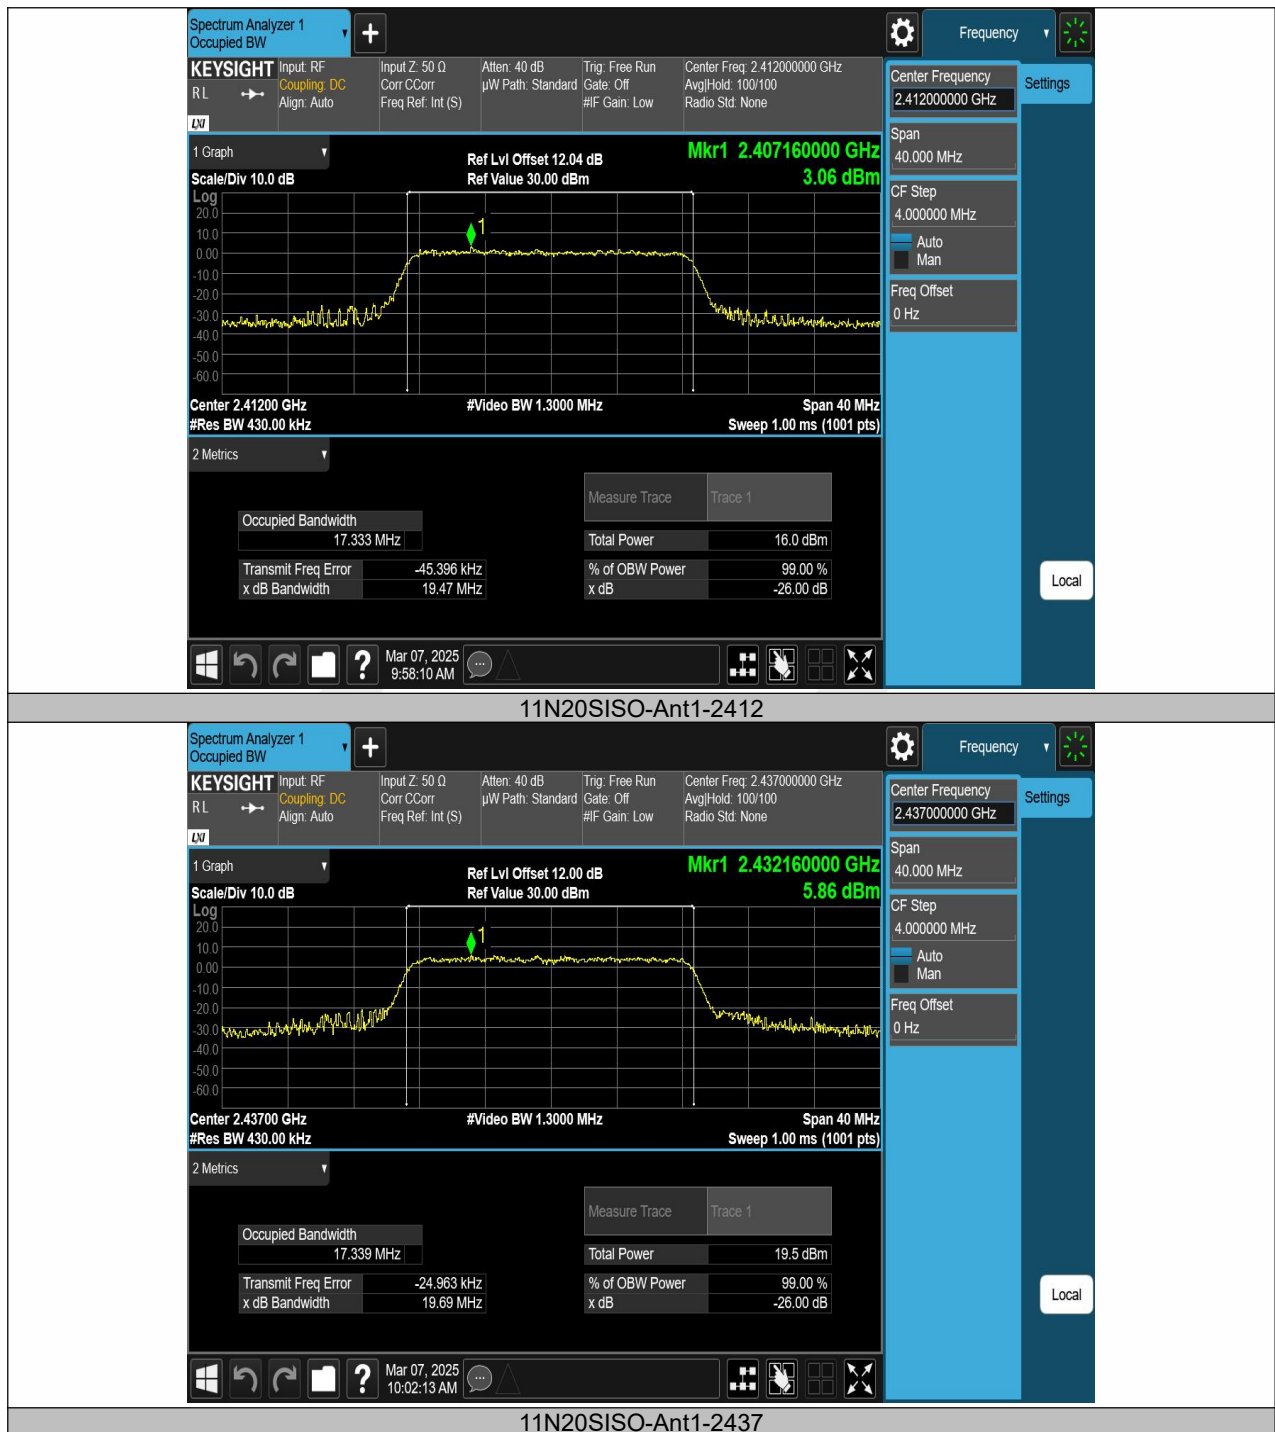 Spectrum Analyzer 1
Occupied BW
+
Frequency
KEYSIGHT
R L
LXI
Input: RF
Coupling: DC
Align: Auto
Input Z: 50 Ω
Corr CCorr
Freq Ref: Int (S)
Atten: 40 dB
µW Path: Standard
Trig: Free Run
Gate: Off
#IF Gain: Low
Center Freq: 2.412000000 GHz
Avg|Hold: 100/100
Radio Std: None
Center Frequency
2.412000000 GHz
Settings
Span
40.000 MHz
CF Step
4.000000 MHz
Auto
Man
Freq Offset
0 Hz
Local
1 Graph
Scale/Div 10.0 dB
Ref Lvl Offset 12.04 dB
Ref Value 30.00 dBm
Mkr1 2.407160000 GHz
3.06 dBm
Log
20.0
10.0
0.00
-10.0
-20.0
-30.0
-40.0
-50.0
-60.0
1
Center 2.41200 GHz
#Video BW 1.3000 MHz
Span 40 MHz
#Res BW 430.00 kHz
Sweep 1.00 ms (1001 pts)
2 Metrics
Measure Trace Trace 1
Occupied Bandwidth
17.333 MHz
Total Power 16.0 dBm
Transmit Freq Error -45.396 kHz
% of OBW Power 99.00 %
x dB Bandwidth 19.47 MHz
x dB -26.00 dB
?
Mar 07, 2025
9:58:10 AM
11N20SISO-Ant1-2412
Spectrum Analyzer 1
Occupied BW
+
Frequency
KEYSIGHT
R L
LXI
Input: RF
Coupling: DC
Align: Auto
Input Z: 50 Ω
Corr CCorr
Freq Ref: Int (S)
Atten: 40 dB
µW Path: Standard
Trig: Free Run
Gate: Off
#IF Gain: Low
Center Freq: 2.437000000 GHz
Avg|Hold: 100/100
Radio Std: None
Center Frequency
2.437000000 GHz
Settings
Span
40.000 MHz
CF Step
4.000000 MHz
Auto
Man
Freq Offset
0 Hz
Local
1 Graph
Scale/Div 10.0 dB
Ref Lvl Offset 12.00 dB
Ref Value 30.00 dBm
Mkr1 2.432160000 GHz
5.86 dBm
Log
20.0
10.0
0.00
-10.0
-20.0
-30.0
-40.0
-50.0
-60.0
1
Center 2.43700 GHz
#Video BW 1.3000 MHz
Span 40 MHz
#Res BW 430.00 kHz
Sweep 1.00 ms (1001 pts)
2 Metrics
Measure Trace Trace 1
Occupied Bandwidth
17.339 MHz
Total Power 19.5 dBm
Transmit Freq Error -24.963 kHz
% of OBW Power 99.00 %
x dB Bandwidth 19.69 MHz
x dB -26.00 dB
?
Mar 07, 2025
10:02:13 AM
11N20SISO-Ant1-2437